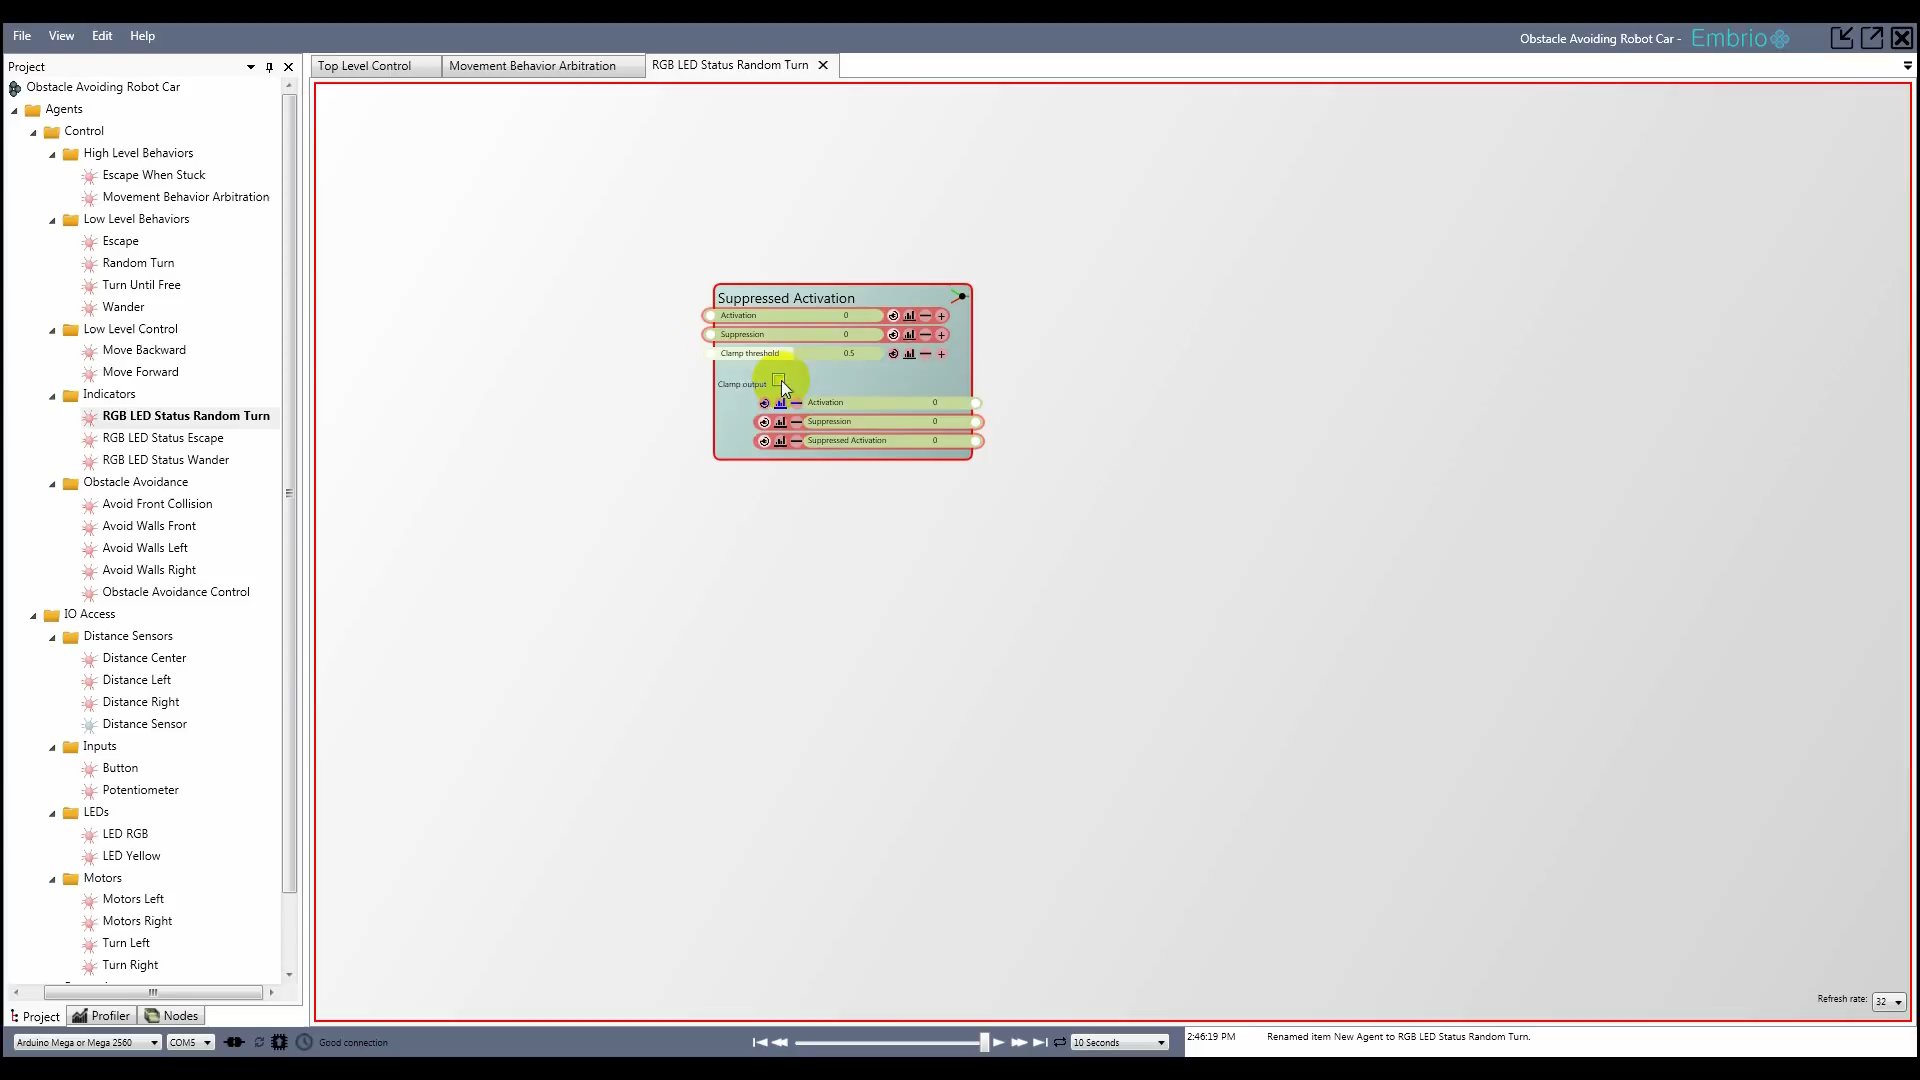 File View Edit Help
Obstacle Avoiding Robot Car - Embrio
Project
Top Level Control
Movement Behavior Arbitration
RGB LED Status Random Turn
Obstacle Avoiding Robot Car
Agents
Control
High Level Behaviors
Escape When Stuck
Movement Behavior Arbitration
Low Level Behaviors
Escape
Random Turn
Turn Until Free
Wander
Low Level Control
Move Backward
Move Forward
Indicators
RGB LED Status Random Turn
RGB LED Status Escape
RGB LED Status Wander
Obstacle Avoidance
Avoid Front Collision
Avoid Walls Front
Avoid Walls Left
Avoid Walls Right
Obstacle Avoidance Control
IO Access
Distance Sensors
Distance Center
Distance Left
Distance Right
Distance Sensor
Inputs
Button
Potentiometer
LEDs
LED RGB
LED Yellow
Motors
Motors Left
Motors Right
Turn Left
Turn Right
Suppressed Activation
Activation 0
Suppression 0
Clamp threshold 0.5
Clamp output
Activation 0
Suppression 0
Suppressed Activation 0
Refresh rate: 32
Project Profiler Nodes
Arduino Mega or Mega 2560 COM5 Good connection
10 Seconds
2:46:19 PM Renamed item New Agent to RGB LED Status Random Turn.